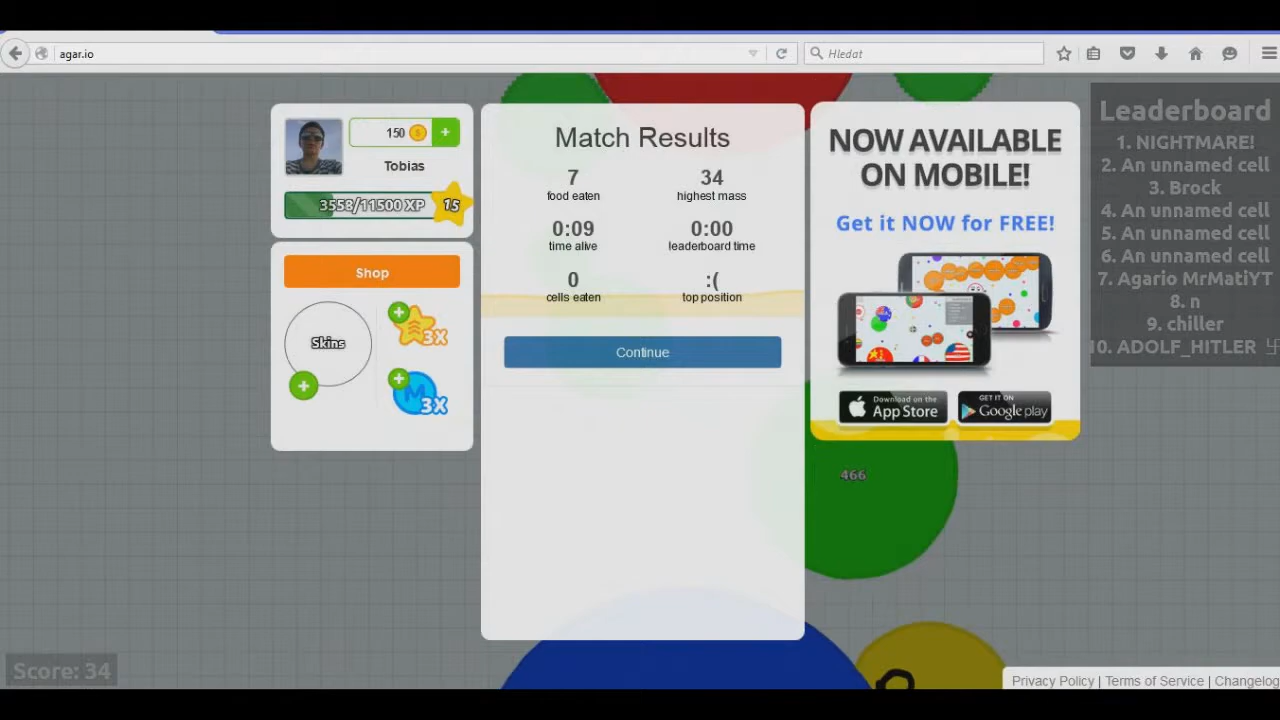 agar.io
Hledat
150
Tobias
3558/11500 XP
15
Shop
Skins
3X
M
3X
Match Results
7
food eaten
34
highest mass
0:09
time alive
0:00
leaderboard time
0
cells eaten
:(
top position
Continue
NOW AVAILABLE
ON MOBILE!
Get it NOW for FREE!
Download on the
App Store
GET IT ON
Google play
Leaderboard
1. NIGHTMARE!
2. An unnamed cell
3. Brock
4. An unnamed cell
5. An unnamed cell
6. An unnamed cell
7. Agario MrMatiYT
8. n
9. chiller
10. ADOLF_HITLER 卐
466
Score: 34
Privacy Policy | Terms of Service | Changelog